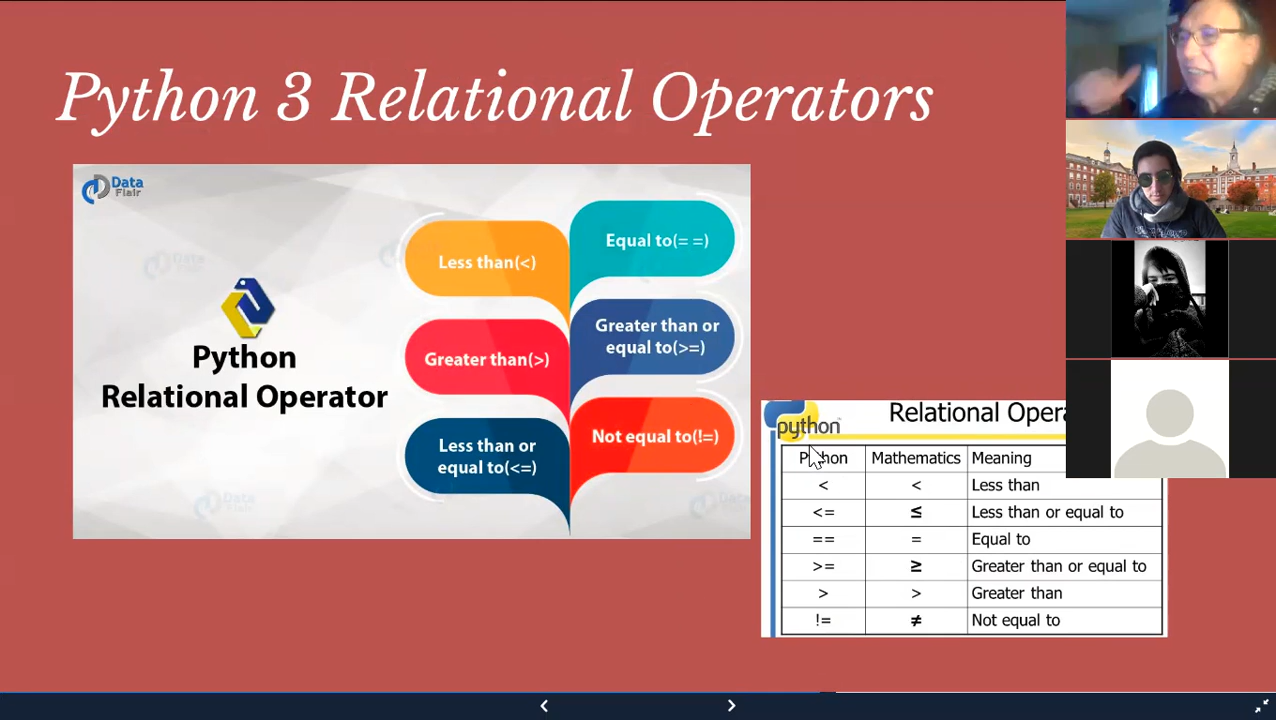 Python 3 Relational Operators
Data
Flair
Python
Relational Operator
Less than(<)
Equal to(= =)
Greater than(>)
Greater than or
equal to(>=)
Less than or
equal to(<=)
Not equal to(!=)
python
Relational
Python Mathematics Meaning
< < Less than
<= ≤ Less than or equal to
== = Equal to
>= ≥ Greater than or equal to
> > Greater than
!= ≠ Not equal to